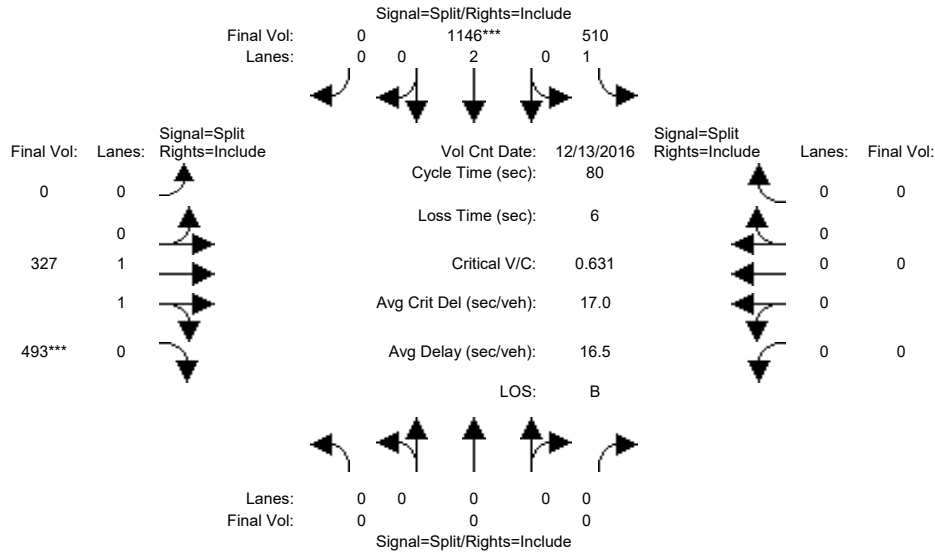 Signal=Split/Rights=Include
Final Vol: 0 1146*** 510
Lanes: 0 0 2 0 1
Signal=Split Signal=Split
Final Vol: Lanes: Rights=Include Vol Cnt Date: 12/13/2016 Rights=Include Lanes: Final Vol:
Cycle Time (sec): 80
0 0 0 0
Loss Time (sec): 6
0 0
327 1 Critical V/C: 0.631 0 0
1 Avg Crit Del (sec/veh): 17.0 0
493*** 0 Avg Delay (sec/veh): 16.5 0 0
LOS: B
Lanes: 0 0 0 0 0
Final Vol: 0 0 0
Signal=Split/Rights=Include